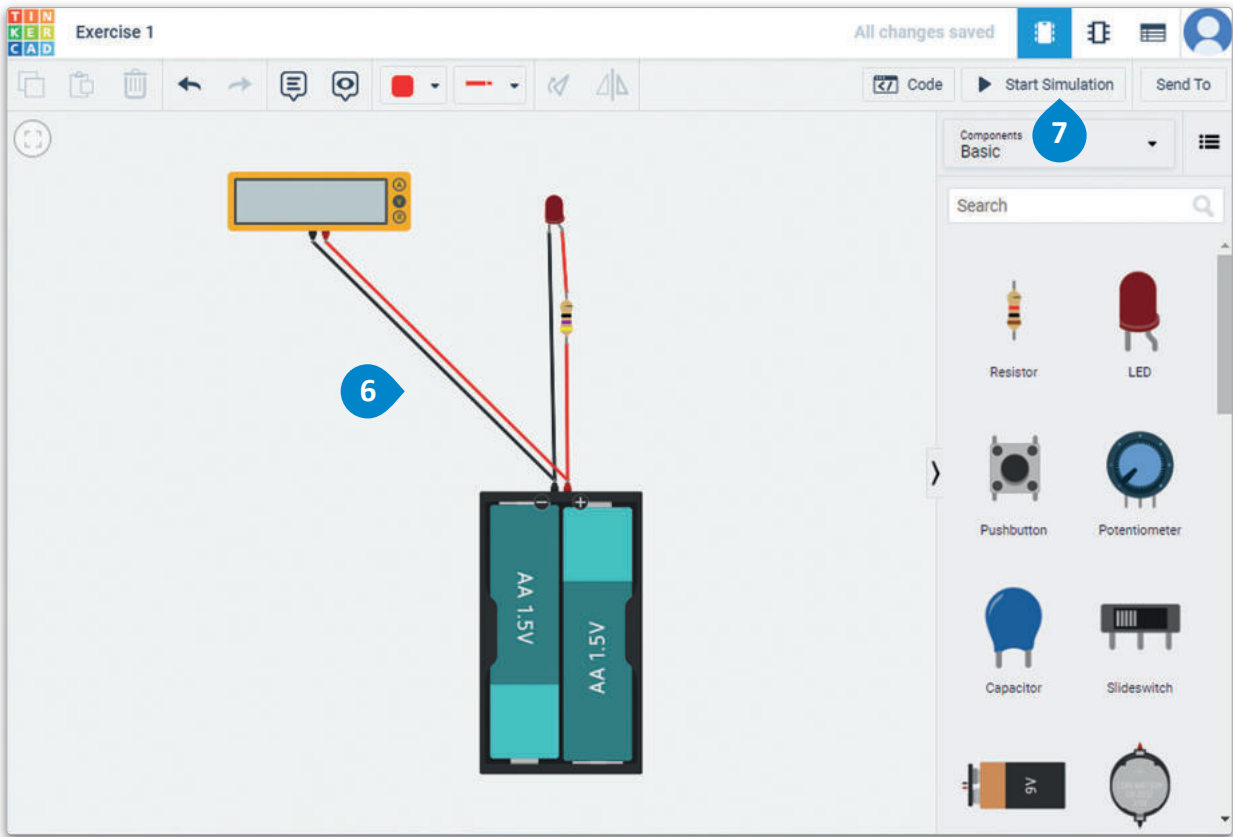 TIN
KER
CAD
Exercise 1
All changes saved
Code
Start Simulation
Send To
7
Components
Basic
Search
A
V
R
6
Resistor
LED
Pushbutton
Potentiometer
Capacitor
Slideswitch
AA 1.5V
AA 1.5V
9V